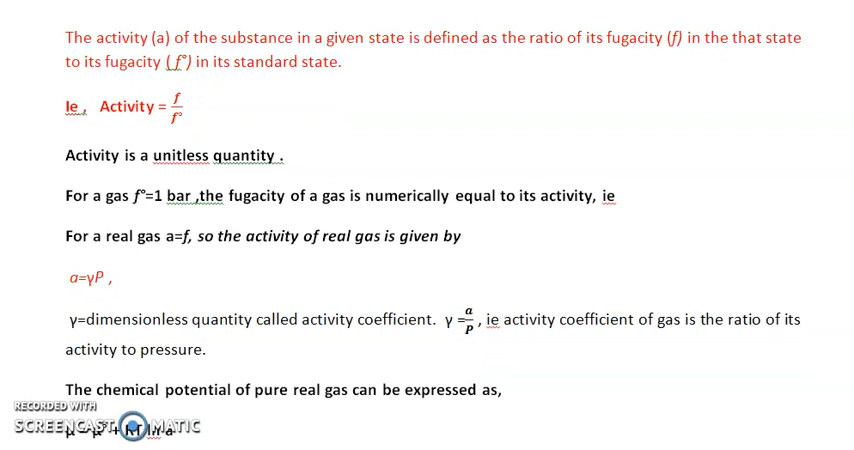 The activity (a) of the substance in a given state is defined as the ratio of its fugacity (f) in the that state
to its fugacity ( f°) in its standard state.
Ie , Activity = f/f°
Activity is a unitless quantity .
For a gas f°=1 bar ,the fugacity of a gas is numerically equal to its activity, ie
For a real gas a=f, so the activity of real gas is given by
a=γP ,
γ=dimensionless quantity called activity coefficient. γ =a/P , ie activity coefficient of gas is the ratio of its
activity to pressure.
The chemical potential of pure real gas can be expressed as,
RECORDED WITH
SCREENCAST MATIC
+ RT ln a